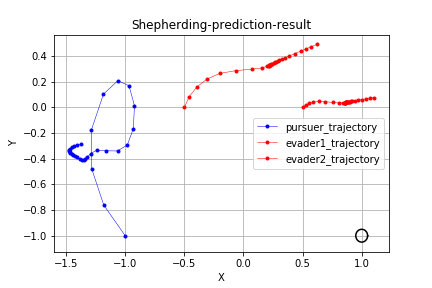 Shepherding-prediction-result
Y
0.4
0.2
0.0
−0.2
−0.4
−0.6
−0.8
−1.0
pursuer_trajectory
evader1_trajectory
evader2_trajectory
−1.5 −1.0 −0.5 0.0 0.5 1.0
X